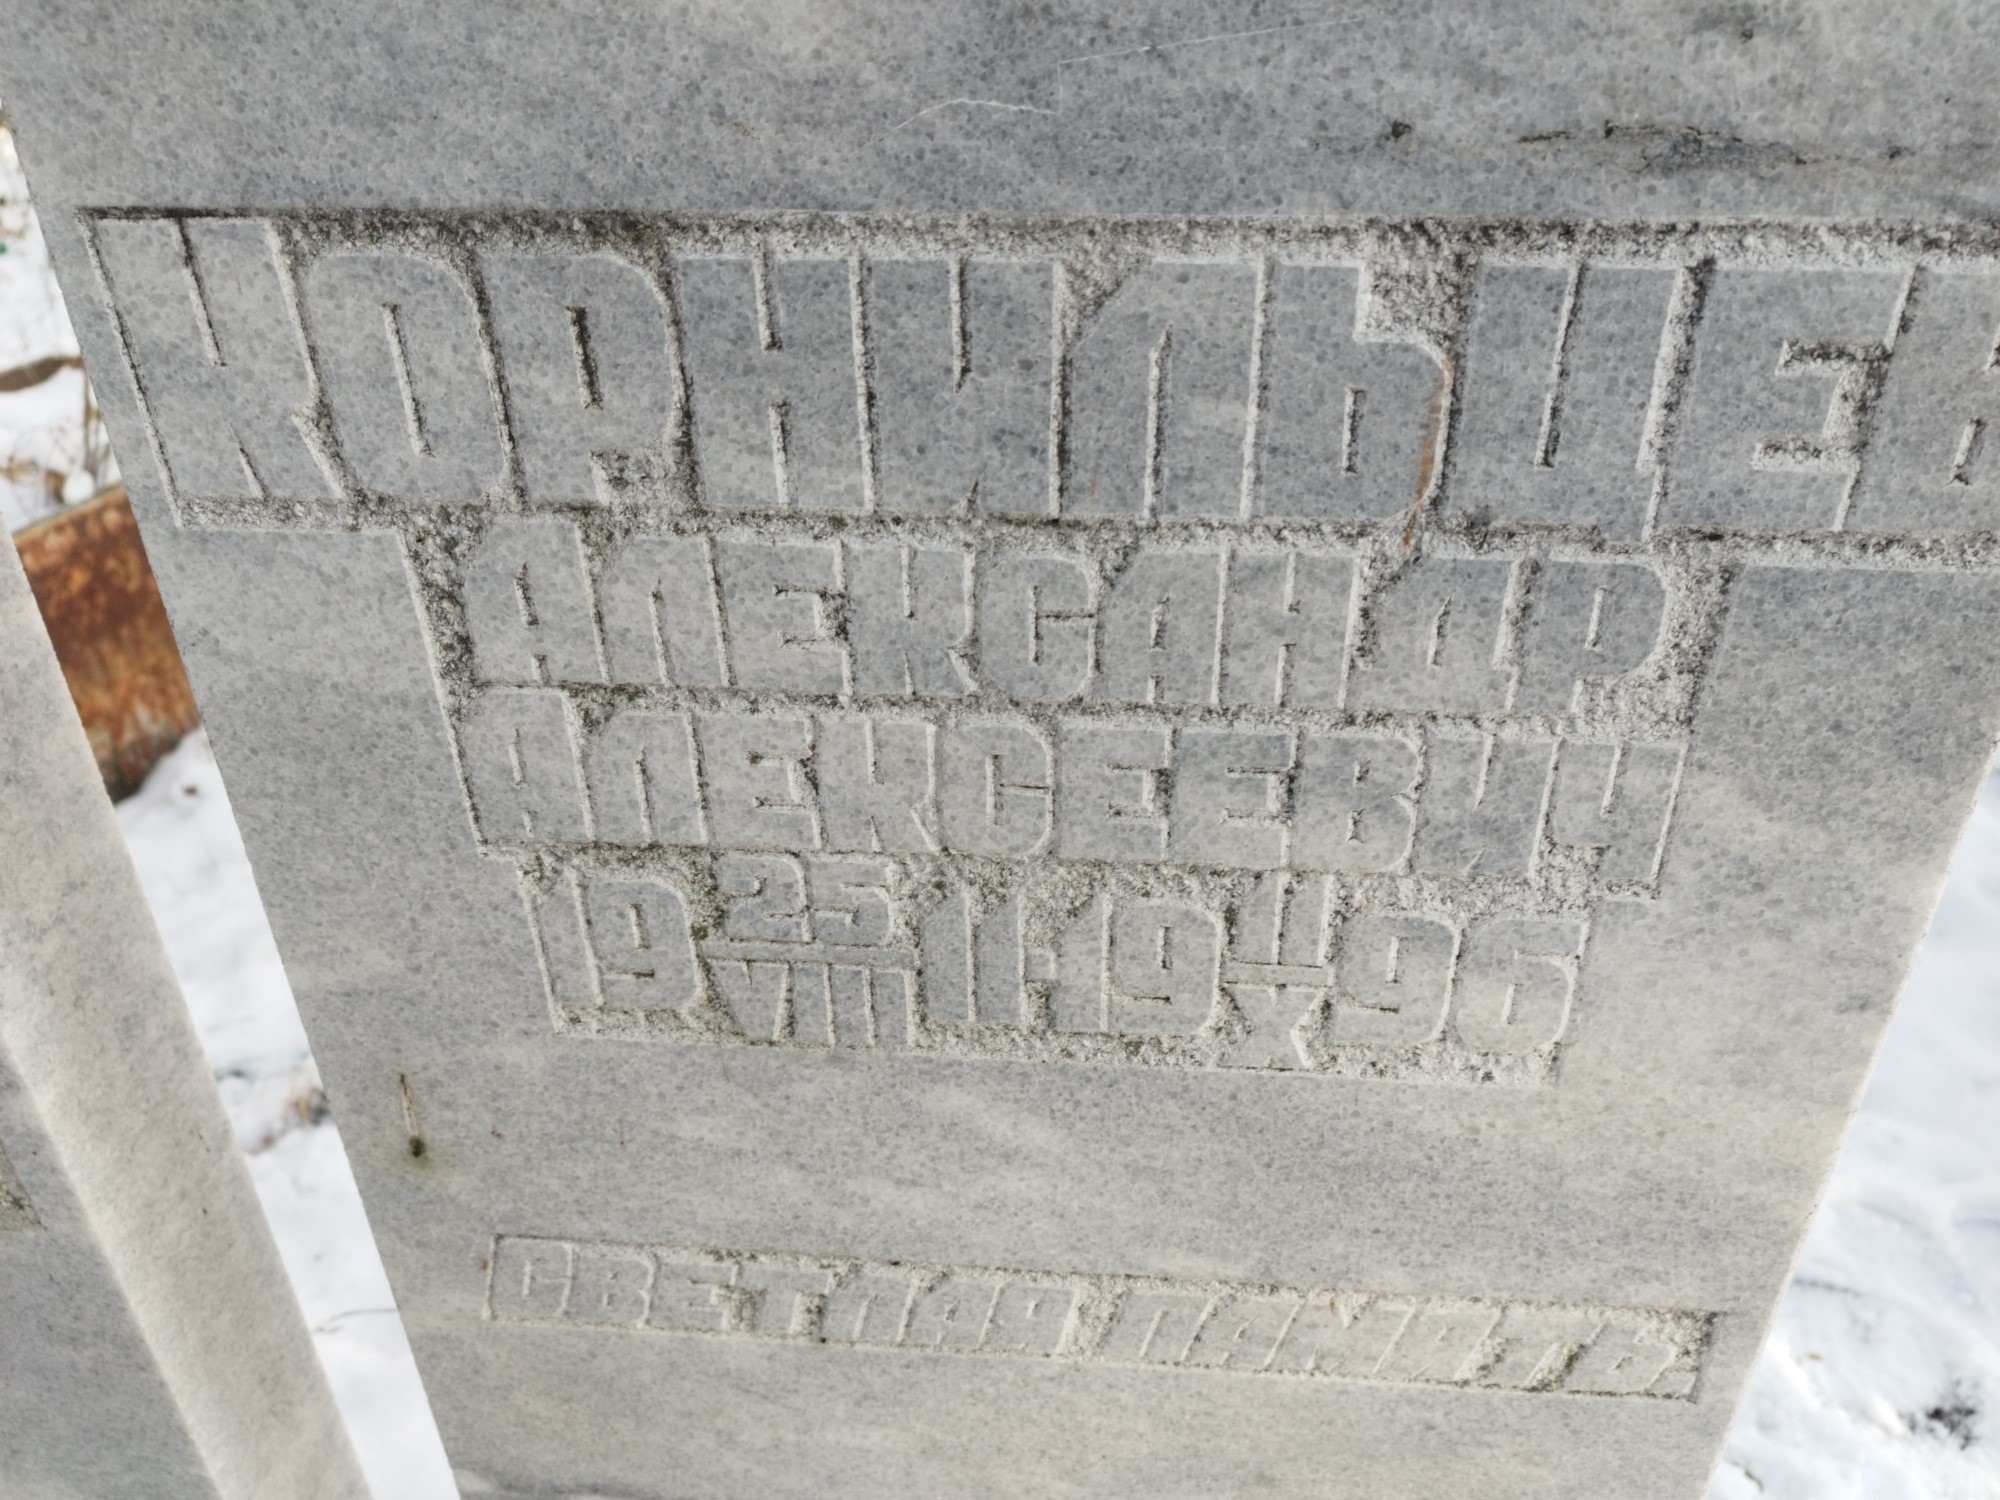 КОРНИЛЬЦЕВ
АЛЕКСАНДР
АЛЕКСЕЕВИЧ
19 25/VIII 11-19 11/X 96
СВЕТЛАЯ ПАМЯТЬ